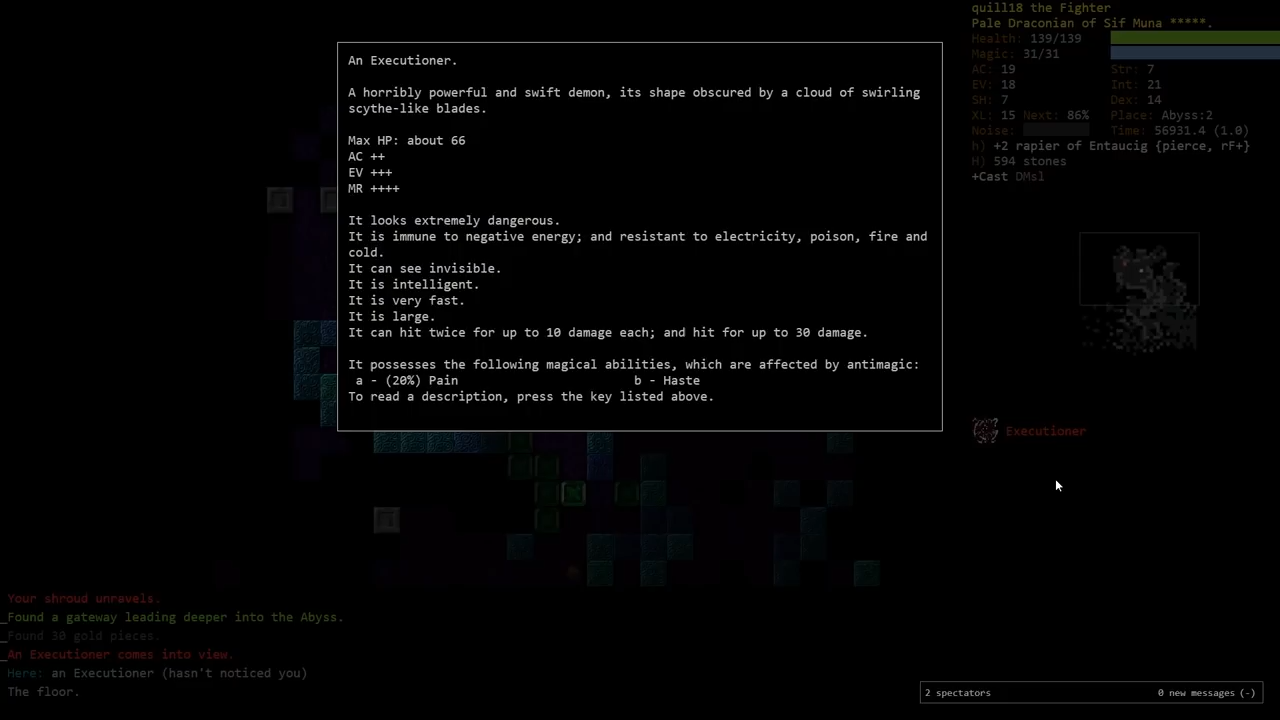 quill18 the Fighter
Pale Draconian of Sif Muna *****.
Health: 139/139
Magic: 31/31
AC: 19 Str: 7
EV: 18 Int: 21
SH: 7 Dex: 14
XL: 15 Next: 86% Place: Abyss:2
Noise: Time: 56931.4 (1.0)
h) +2 rapier of Entaucig {pierce, rF+}
H) 594 stones
+Cast DMsl
An Executioner.
A horribly powerful and swift demon, its shape obscured by a cloud of swirling
scythe-like blades.
Max HP: about 66
AC ++
EV +++
MR ++++
It looks extremely dangerous.
It is immune to negative energy; and resistant to electricity, poison, fire and
cold.
It can see invisible.
It is intelligent.
It is very fast.
It is large.
It can hit twice for up to 10 damage each; and hit for up to 30 damage.
It possesses the following magical abilities, which are affected by antimagic:
a - (20%) Pain b - Haste
To read a description, press the key listed above.
Executioner
Your shroud unravels.
_Found a gateway leading deeper into the Abyss.
_Found 30 gold pieces.
_An Executioner comes into view.
Here: an Executioner (hasn't noticed you)
The floor.
2 spectators 0 new messages (-)